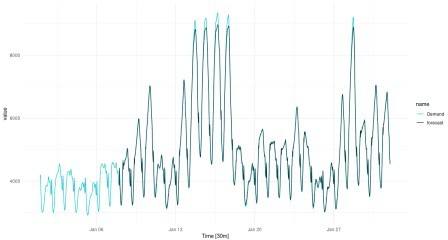 8000
6000
4000
value
Jan 06
Jan 13
Jan 20
Jan 27
Time [30m]
name
Demand
forecast